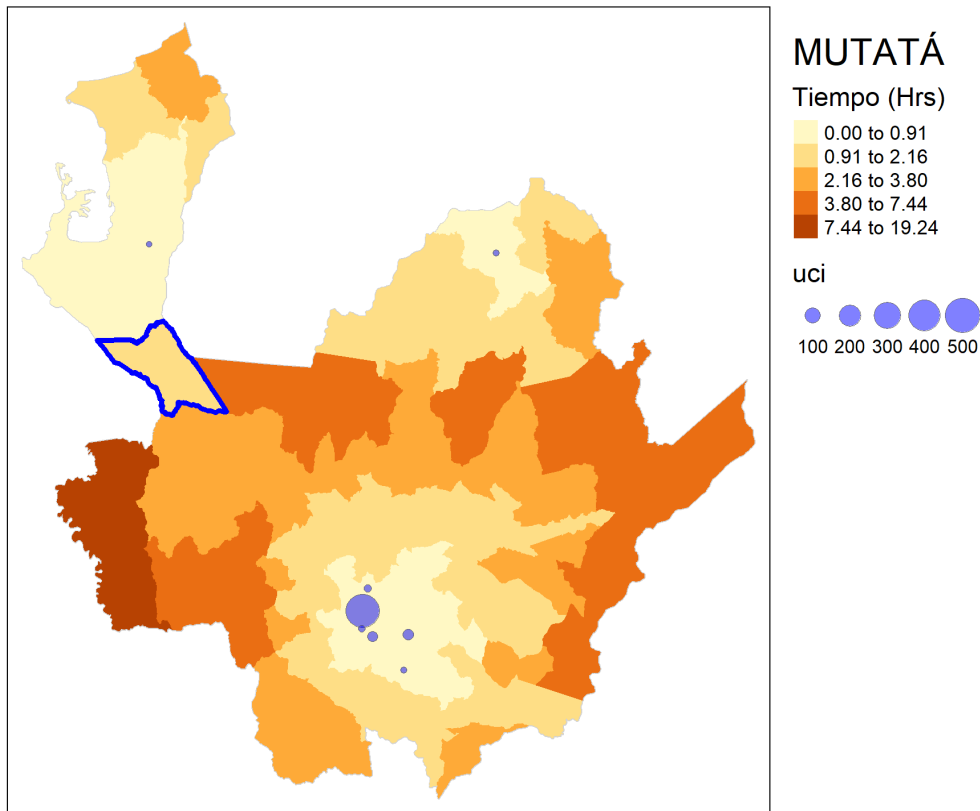 MUTATÁ
Tiempo (Hrs)
0.00 to 0.91
0.91 to 2.16
2.16 to 3.80
3.80 to 7.44
7.44 to 19.24
uci
100 200 300 400 500